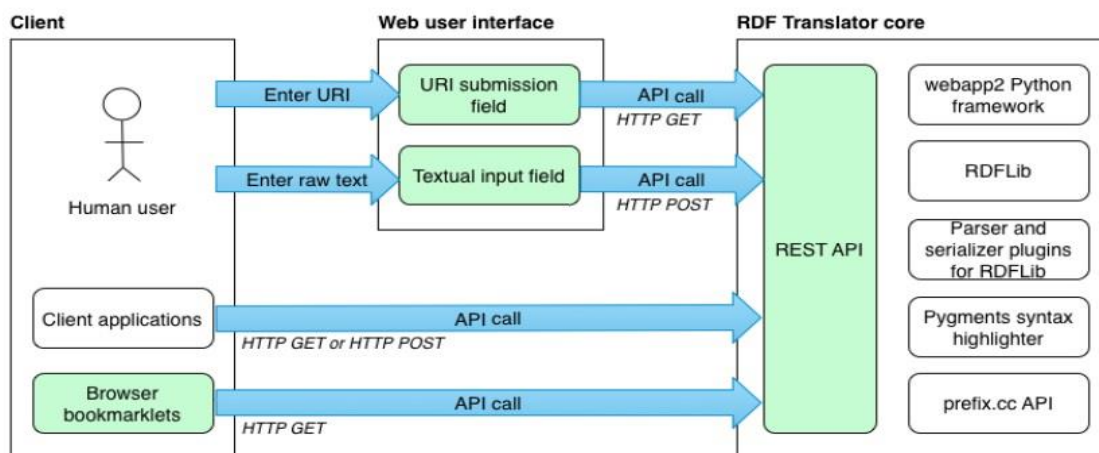 Client
Web user interface
RDF Translator core
Enter URI
URI submission
field
API call
HTTP GET
webapp2 Python
framework
Human user
Enter raw text
Textual input field
API call
HTTP POST
REST API
RDFLib
Parser and
serializer plugins
for RDFLib
Client applications
API call
HTTP GET or HTTP POST
Pygments syntax
highlighter
Browser
bookmarklets
API call
HTTP GET
prefix.cc API